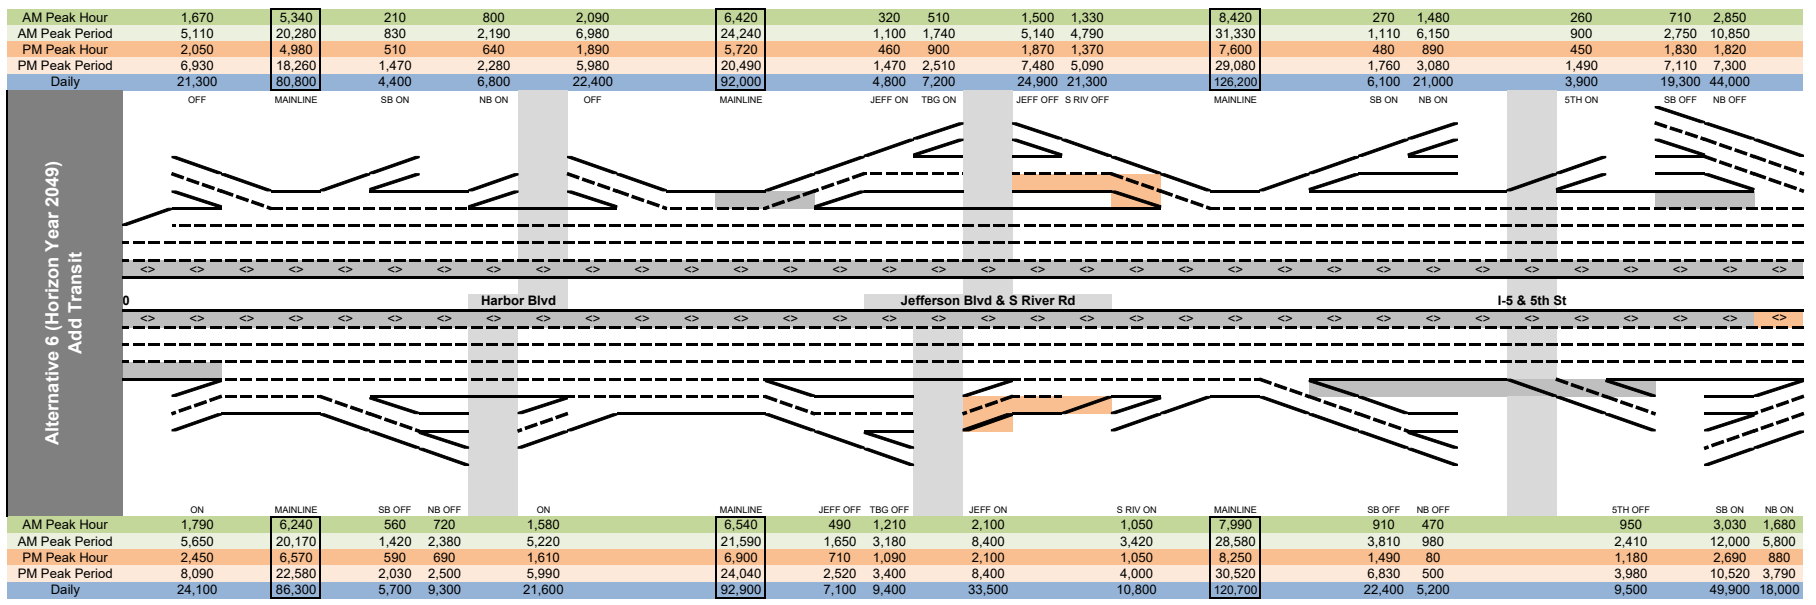 AM Peak Hour 1,670 5,340 210 800 2,090 6,420 320 510 1,500 1,330 8,420 270 1,480 260 710 2,850
AM Peak Period 5,110 20,280 830 2,190 6,980 24,240 1,100 1,740 5,140 4,790 31,330 1,110 6,150 900 2,750 10,850
PM Peak Hour 2,050 4,980 510 640 1,890 5,720 460 900 1,870 1,370 7,600 480 890 450 1,830 1,820
PM Peak Period 6,930 18,260 1,470 2,280 5,980 20,490 1,470 2,510 7,480 5,090 29,080 1,760 3,080 1,490 7,110 7,300
Daily 21,300 80,800 4,400 6,800 22,400 92,000 4,800 7,200 24,900 21,300 126,200 6,100 21,000 3,900 19,300 44,000
OFF MAINLINE SB ON NB ON OFF MAINLINE JEFF ON TBG ON JEFF OFF S RIV OFF MAINLINE SB ON NB ON 5TH ON SB OFF NB OFF
Alternative 6 (Horizon Year 2049)
Add Transit
<> <> <> <> <> <> <> <> <> <> <> <> <> <> <> <> <> <> <> <> <> <> <> <> <> <> <> <> <> <> <> <> <> <>
0 Harbor Blvd Jefferson Blvd & S River Rd I-5 & 5th St
<> <> <> <> <> <> <> <> <> <> <> <> <> <> <> <> <> <> <> <> <> <> <> <> <> <> <> <> <> <> <> <> <> <>
ON MAINLINE SB OFF NB OFF ON MAINLINE JEFF OFF TBG OFF JEFF ON S RIV ON MAINLINE SB OFF NB OFF 5TH OFF SB ON NB ON
AM Peak Hour 1,790 6,240 560 720 1,580 6,540 490 1,210 2,100 1,050 7,990 910 470 950 3,030 1,680
AM Peak Period 5,650 20,170 1,420 2,380 5,220 21,590 1,650 3,180 8,400 3,420 28,580 3,810 980 2,410 12,000 5,800
PM Peak Hour 2,450 6,570 590 690 1,610 6,900 710 1,090 2,100 1,050 8,250 1,490 80 1,180 2,690 880
PM Peak Period 8,090 22,580 2,030 2,500 5,990 24,040 2,520 3,400 8,400 4,000 30,520 6,830 500 3,980 10,520 3,790
Daily 24,100 86,300 5,700 9,300 21,600 92,900 7,100 9,400 33,500 10,800 120,700 22,400 5,200 9,500 49,900 18,000